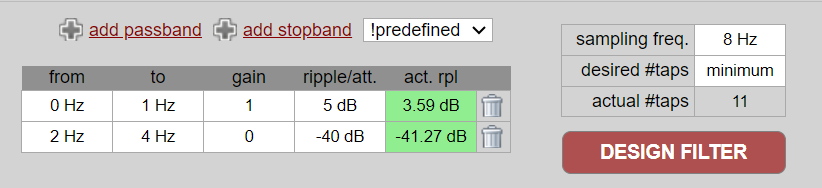 add passband add stopband !predefined
from to gain ripple/att. act. rpl
0 Hz 1 Hz 1 5 dB 3.59 dB
2 Hz 4 Hz 0 -40 dB -41.27 dB
sampling freq. 8 Hz
desired #taps minimum
actual #taps 11
DESIGN FILTER